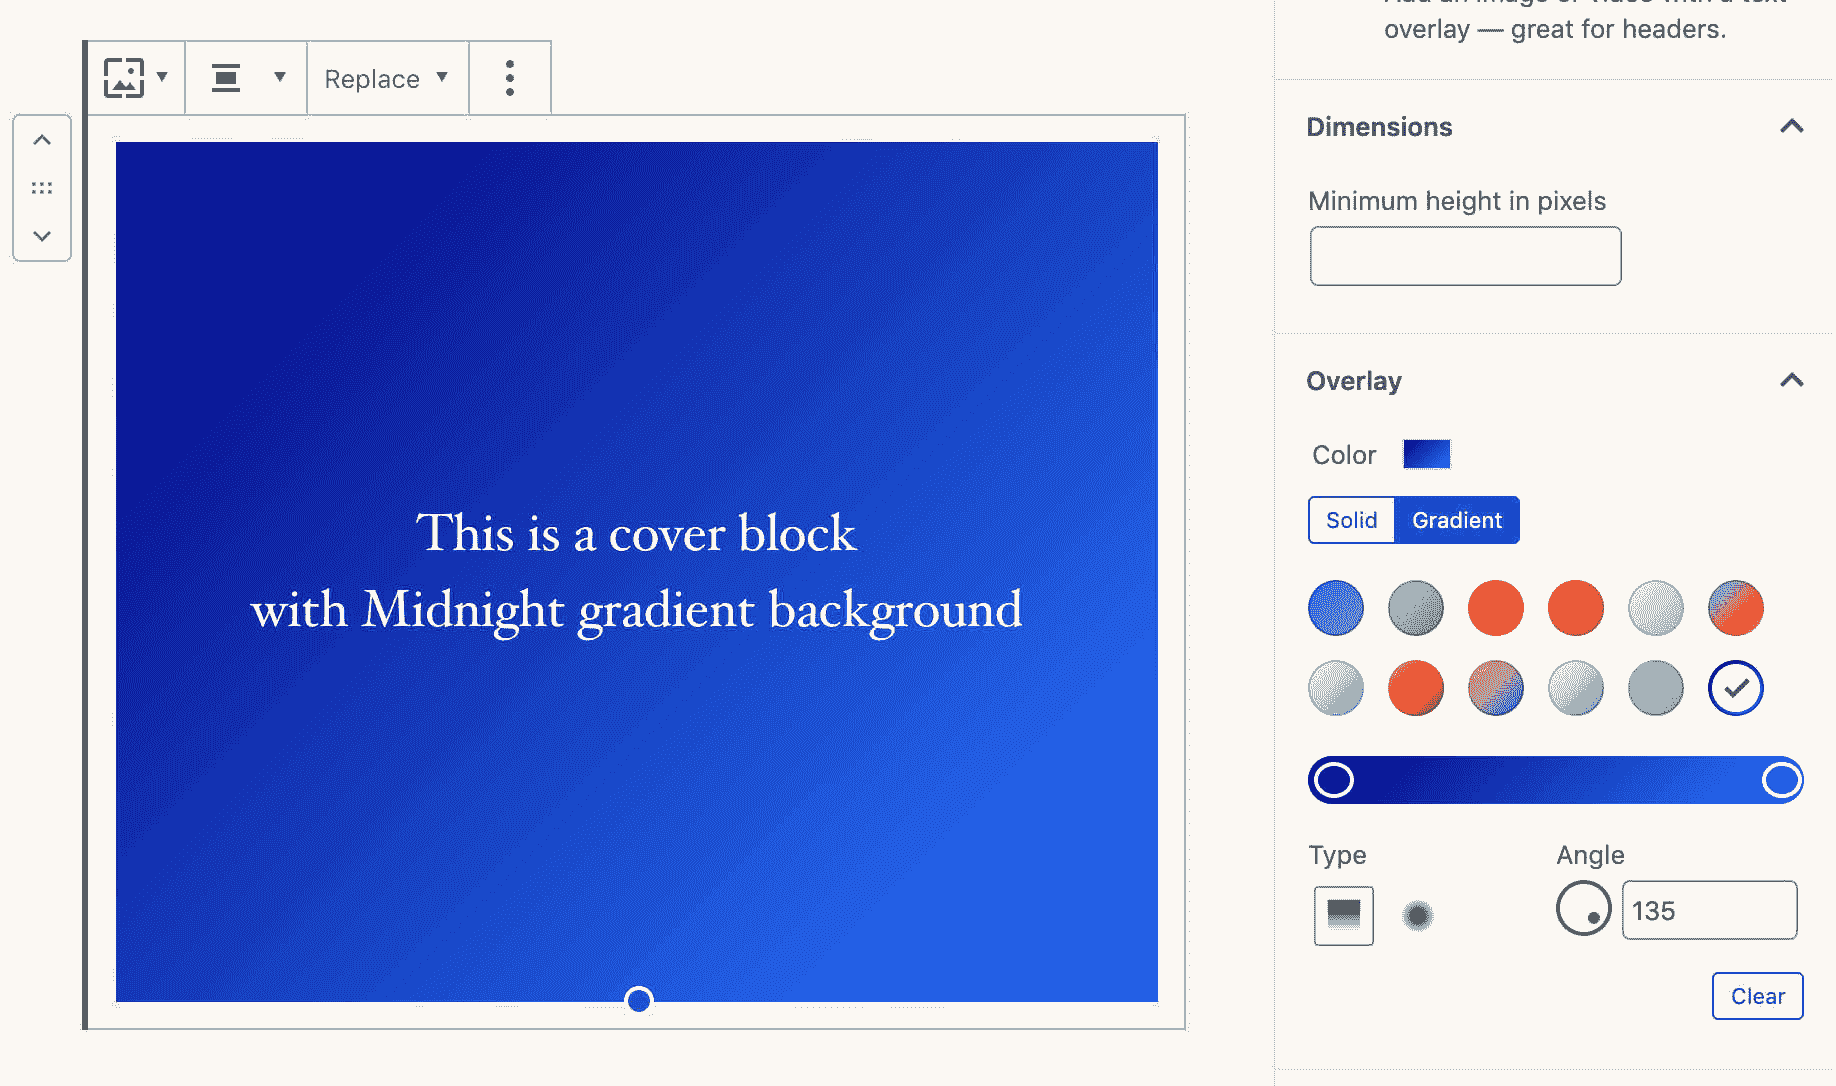 overlay — great for headers.
Replace
Dimensions
Minimum height in pixels
Overlay
Color
Solid Gradient
This is a cover block
with Midnight gradient background
Type Angle
135
Clear